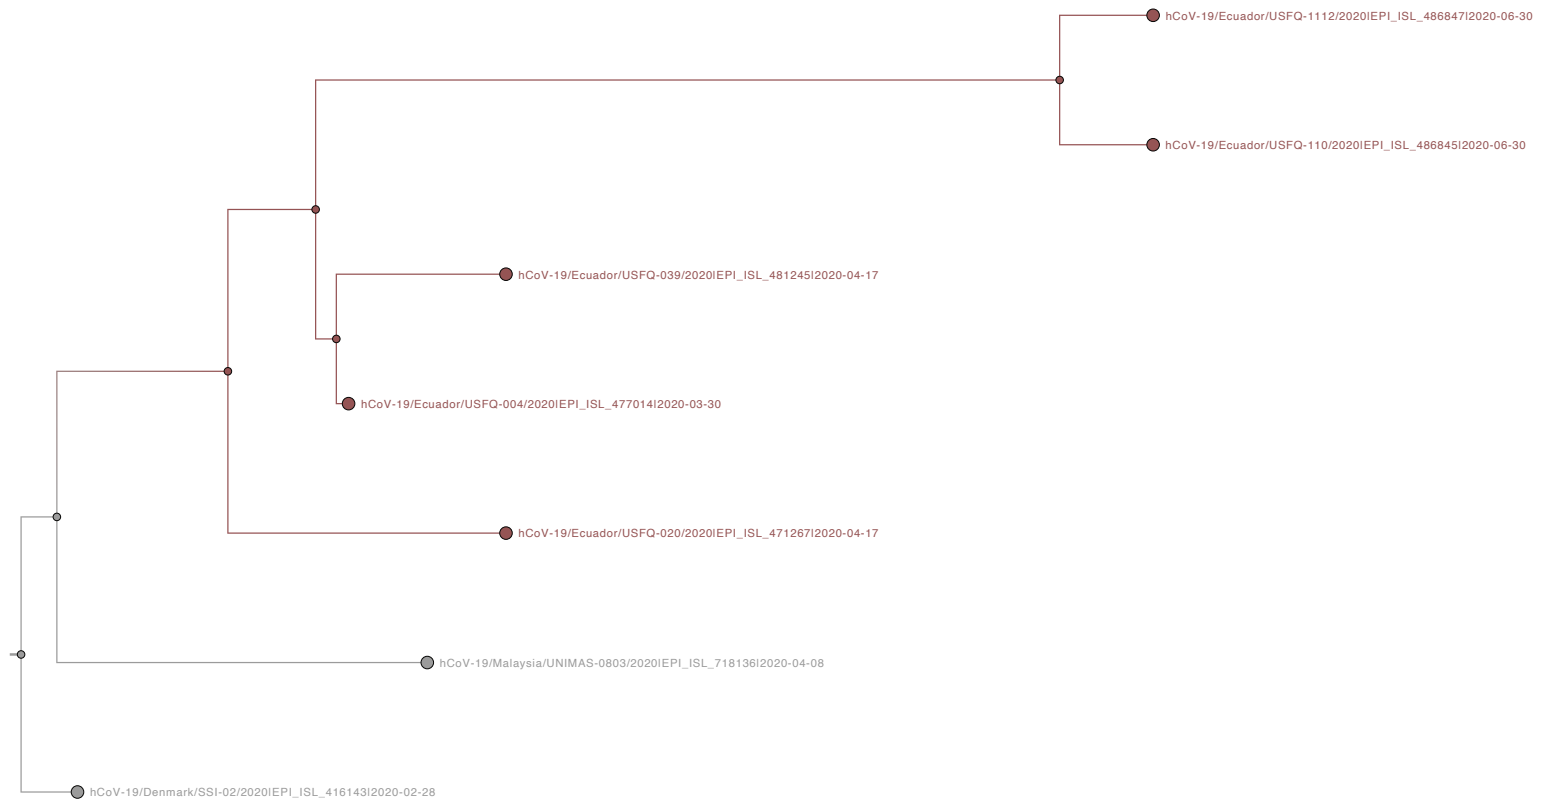 hCoV-19/Ecuador/USFQ-1112/2020|EPI_ISL_486847|2020-06-30
hCoV-19/Ecuador/USFQ-110/2020|EPI_ISL_486845|2020-06-30
hCoV-19/Ecuador/USFQ-039/2020|EPI_ISL_481245|2020-04-17
hCoV-19/Ecuador/USFQ-004/2020|EPI_ISL_477014|2020-03-30
hCoV-19/Ecuador/USFQ-020/2020|EPI_ISL_471267|2020-04-17
hCoV-19/Malaysia/UNIMAS-0803/2020|EPI_ISL_718136|2020-04-08
hCoV-19/Denmark/SSI-02/2020|EPI_ISL_416143|2020-02-28